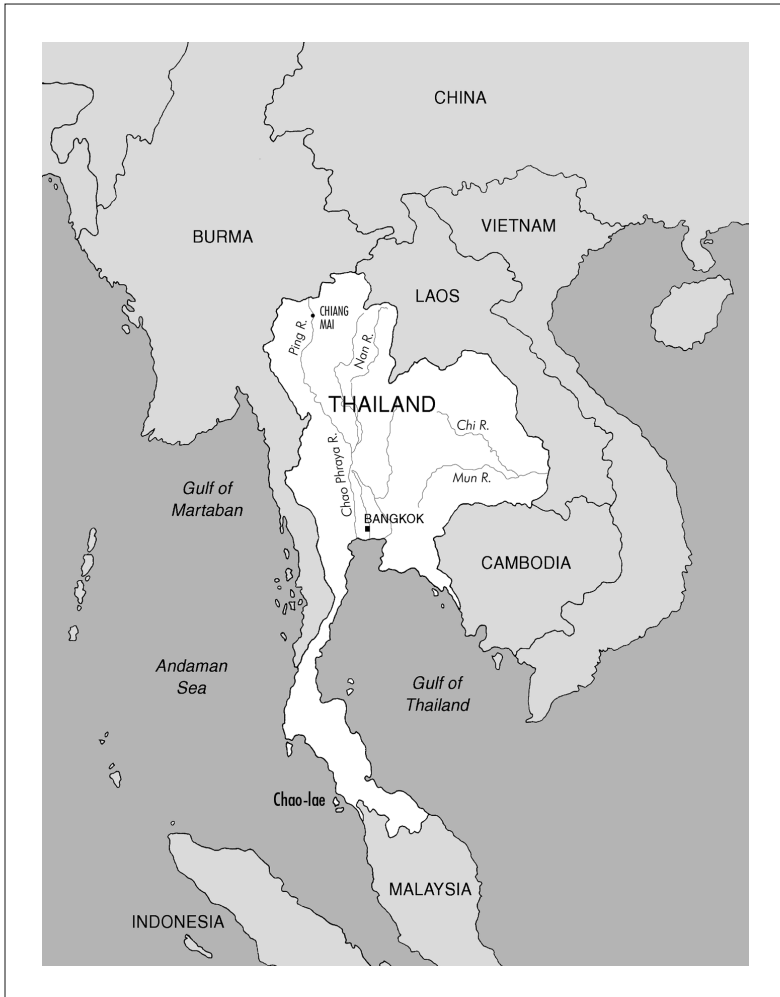 CHINA
VIETNAM
BURMA
LAOS
CHIANG
MAI
Ping R.
Nan R.
THAILAND
Chi R.
Chao Phraya R.
Mun R.
Gulf of
Martaban
BANGKOK
CAMBODIA
Andaman
Sea
Gulf of
Thailand
Chao-lae
MALAYSIA
INDONESIA